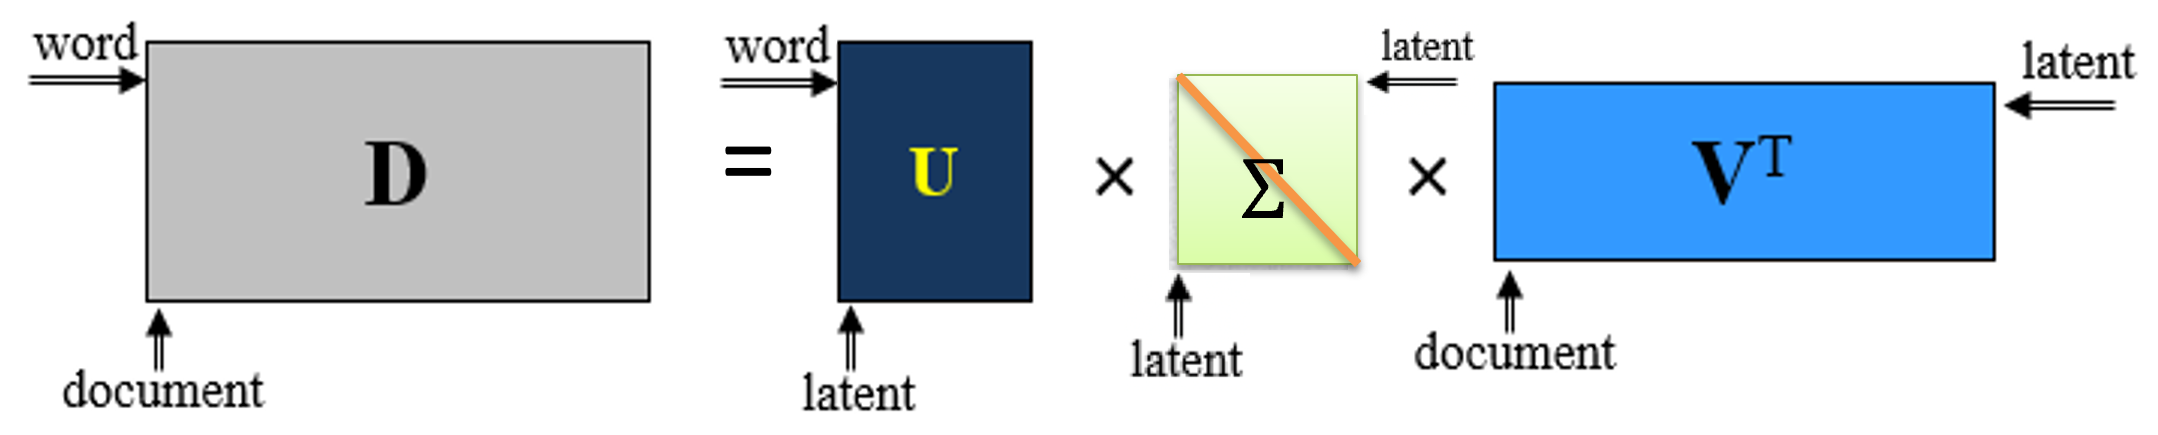 word
D
document
=
word
U
latent
×
latent
Σ
latent
×
latent
V^T
document